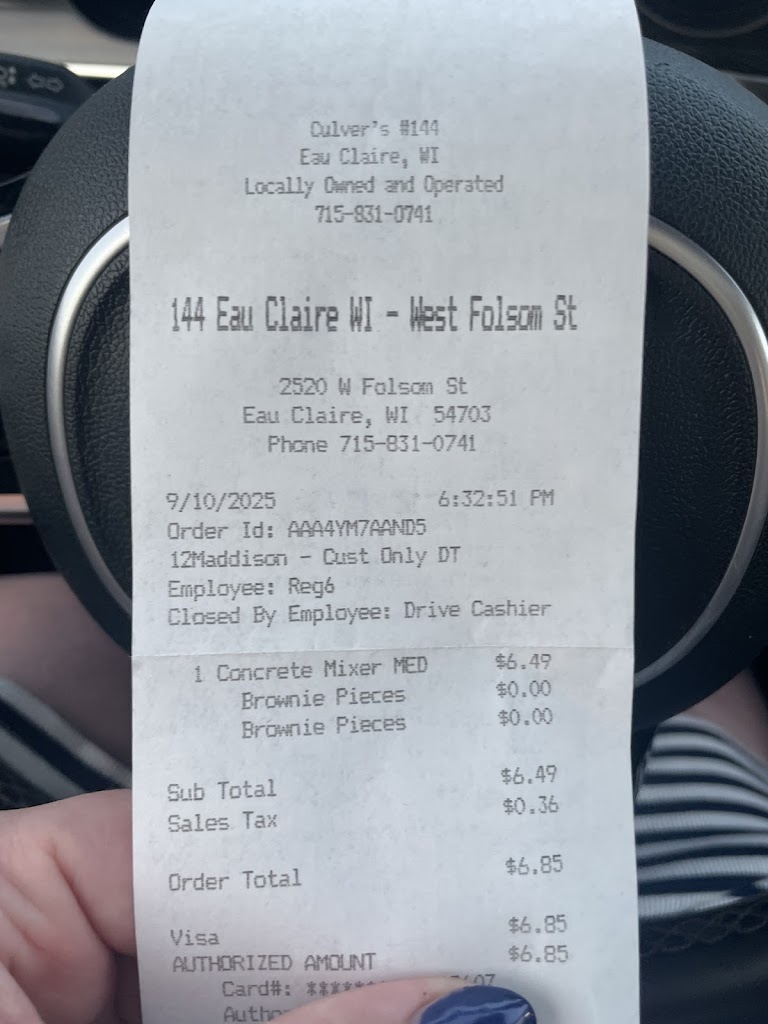 Culver's #144
Eau Claire, WI
Locally Owned and Operated
715-831-0741
144 Eau Claire WI - West Folsom St
2520 W Folsom St
Eau Claire, WI 54703
Phone 715-831-0741
9/10/2025 6:32:51 PM
Order Id: AAA4YM7AAND5
12Maddison - Cust Only DT
Employee: Reg6
Closed By Employee: Drive Cashier
1 Concrete Mixer MED $6.49
Brownie Pieces $0.00
Brownie Pieces $0.00
Sub Total $6.49
Sales Tax $0.36
Order Total $6.85
Visa $6.85
AUTHORIZED AMOUNT $6.85
Card#: